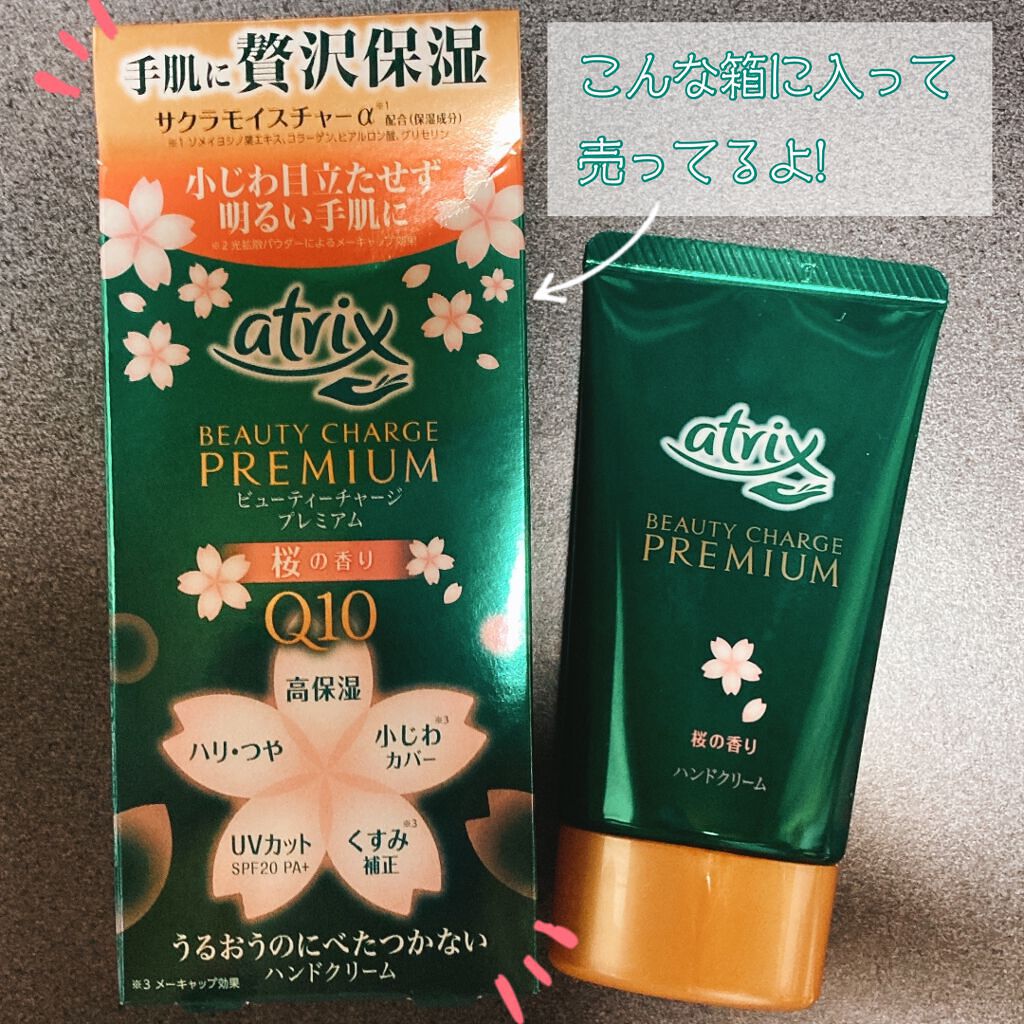 手肌に贅沢保湿
サクラモイスチャーα※1配合(保湿成分)
※1 ソメイヨシノ葉エキス、コラーゲン、ヒアルロン酸、グリセリン
小じわ目立たせず
明るい手肌に
※2 光拡散パウダーによるメーキャップ効果
atrix
BEAUTY CHARGE
PREMIUM
ビューティーチャージ
プレミアム
桜の香り
Q10
高保湿
ハリ・つや
小じわ※3
カバー
UVカット
SPF20 PA+
くすみ※3
補正
うるおうのにべたつかない
ハンドクリーム
※3 メーキャップ効果
こんな箱に入って
売ってるよ!
atrix
BEAUTY CHARGE
PREMIUM
桜の香り
ハンドクリーム